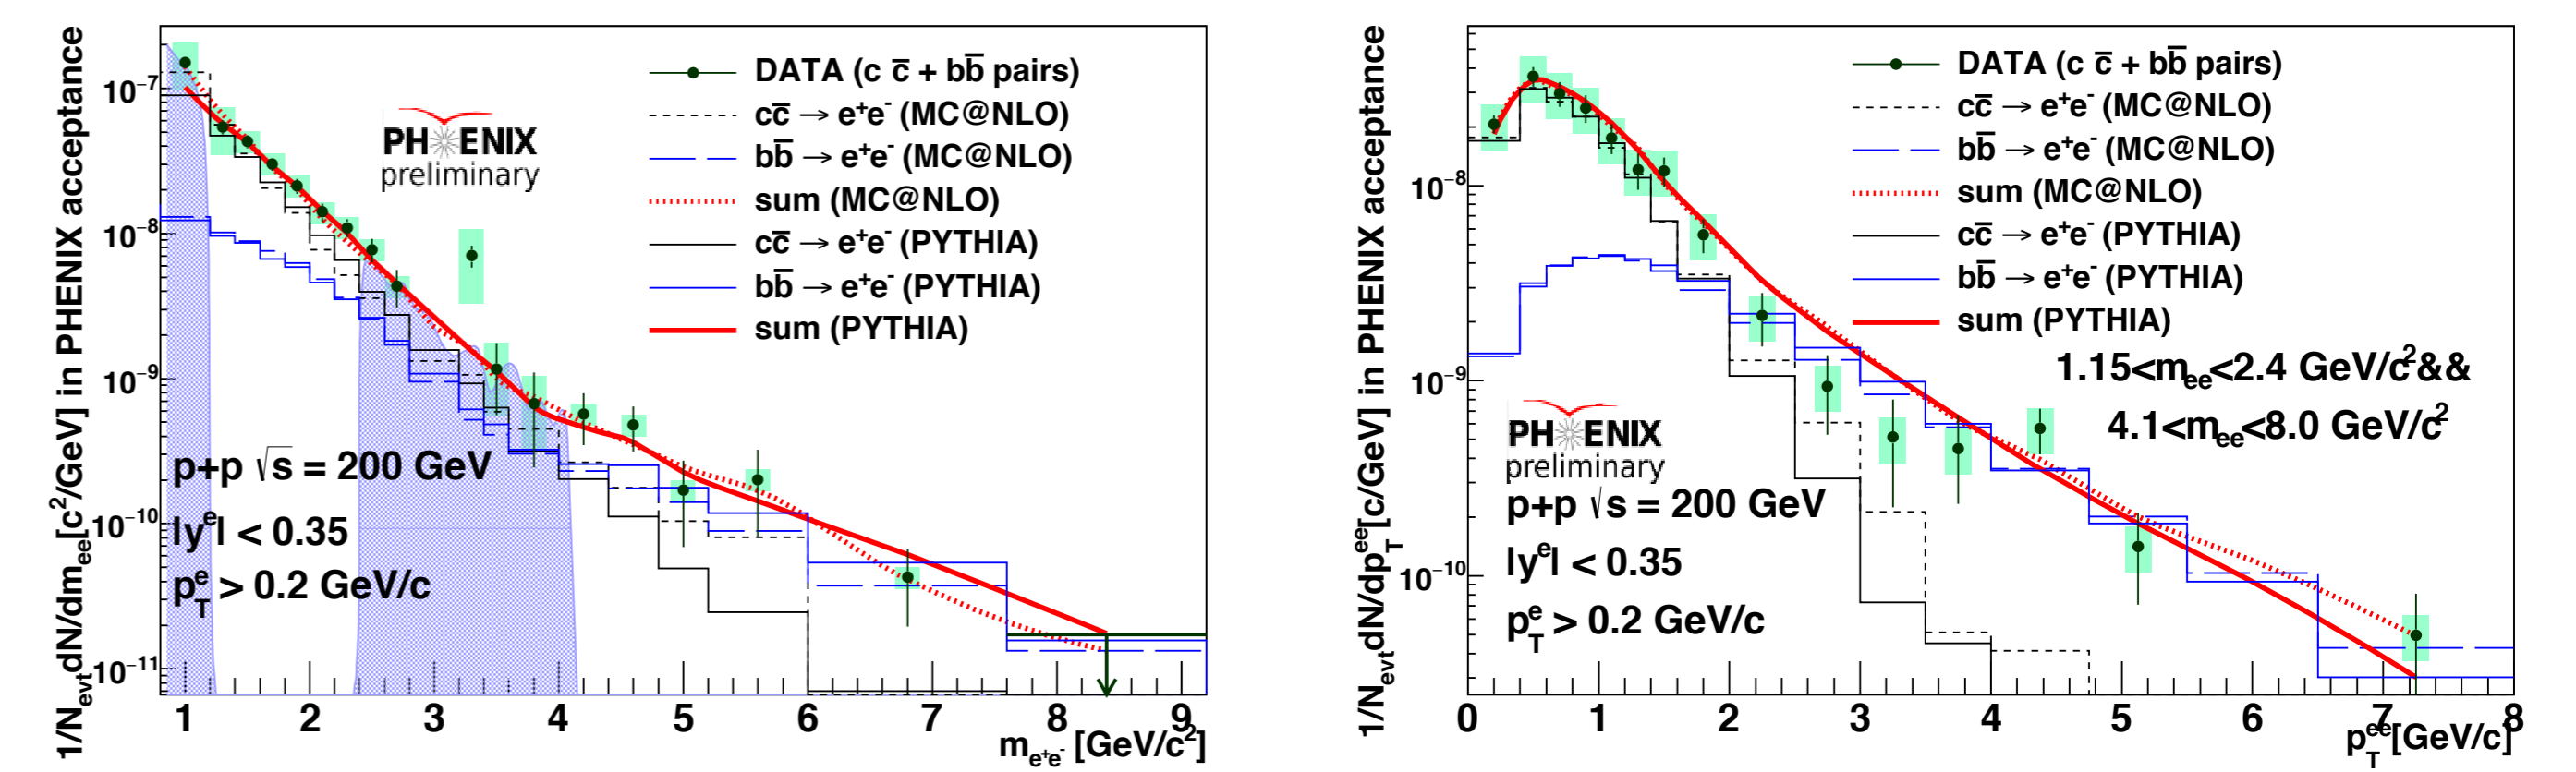 1/N_evt dN/dm_ee [c²/GeV] in PHENIX acceptance
10⁻⁷
10⁻⁸
10⁻⁹
10⁻¹⁰
10⁻¹¹
PHENIX
preliminary
DATA (c c̅ + bb̅ pairs)
cc̅ → e⁺e⁻ (MC@NLO)
bb̅ → e⁺e⁻ (MC@NLO)
sum (MC@NLO)
cc̅ → e⁺e⁻ (PYTHIA)
bb̅ → e⁺e⁻ (PYTHIA)
sum (PYTHIA)
p+p √s = 200 GeV
|y^e| < 0.35
p_T^e > 0.2 GeV/c
1 2 3 4 5 6 7 8 9
m_e⁺e⁻ [GeV/c²]
1/N_evt dN/dp_T^ee [c/GeV] in PHENIX acceptance
10⁻⁸
10⁻⁹
10⁻¹⁰
DATA (c c̅ + bb̅ pairs)
cc̅ → e⁺e⁻ (MC@NLO)
bb̅ → e⁺e⁻ (MC@NLO)
sum (MC@NLO)
cc̅ → e⁺e⁻ (PYTHIA)
bb̅ → e⁺e⁻ (PYTHIA)
sum (PYTHIA)
1.15<m_ee<2.4 GeV/c²&&
4.1<m_ee<8.0 GeV/c²
PHENIX
preliminary
p+p √s = 200 GeV
|y^e| < 0.35
p_T^e > 0.2 GeV/c
0 1 2 3 4 5 6 7 8
p_T^ee [GeV/c]